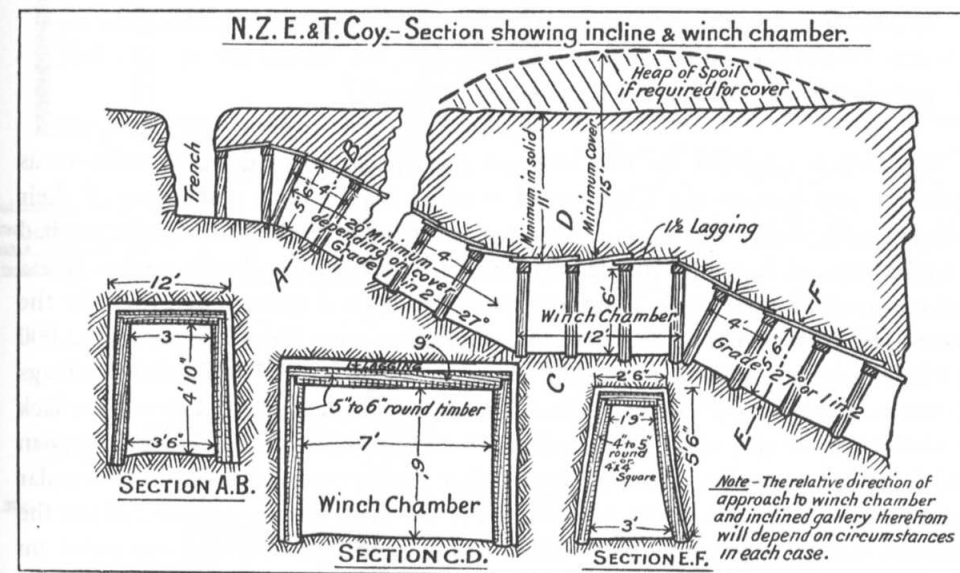 N.Z. E.&T. Coy.- Section showing incline & winch chamber.
Heap of Spoil
if required for cover
Trench
B
4'
5' 6"
A
20' Minimum
depending on cover
Grade 1 in 2
4'
27°
Minimum in solid
11'
D
Minimum Cover.
15'
1½ Lagging
6'
Winch Chamber
12'
C
F
4'
6'
Grade 27° or 1 in 2
E
12'
3
4' 10"
3'6"
SECTION A.B.
9"
LAGGING
5" to 6" round timber
7'
6'
Winch Chamber
SECTION C.D.
2' 6"
1'9"
4" to 5"
round
or
4"x4"
Square
5'6"
3'
SECTION E.F.
Note - The relative direction of
approach to winch chamber
and inclined gallery therefrom
will depend on circumstances
in each case.